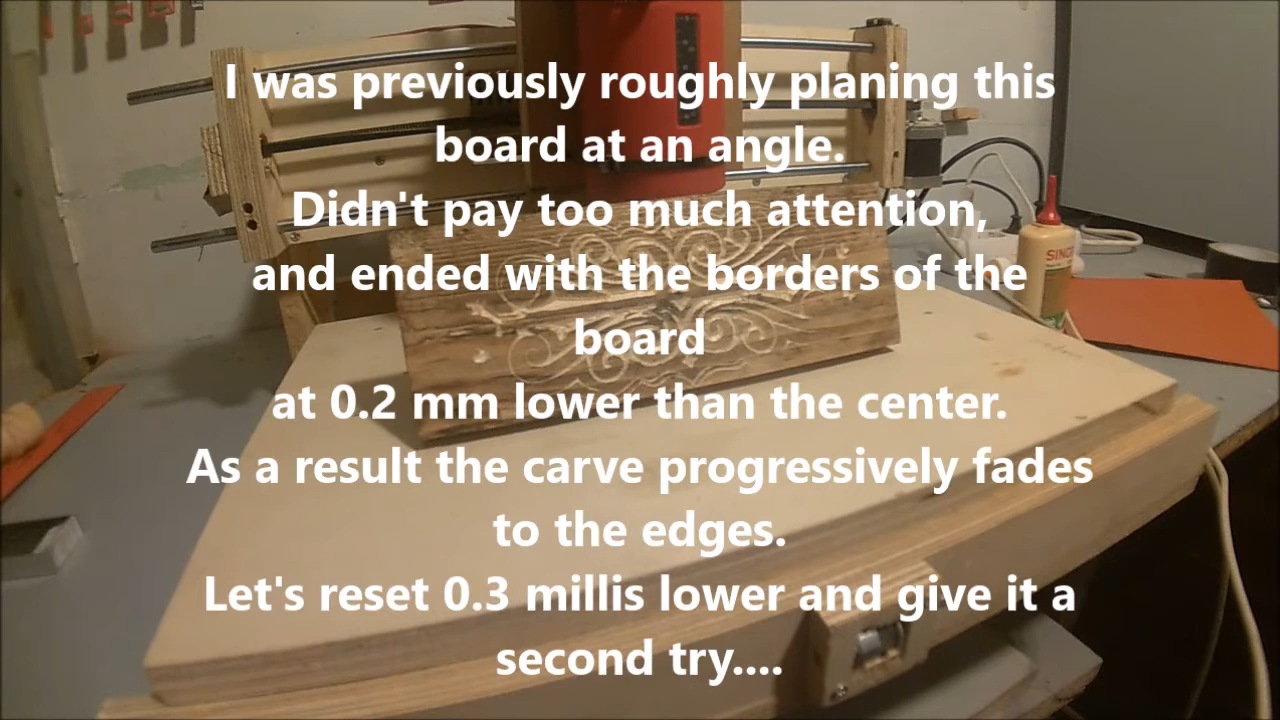 I was previously roughly planing this
board at an angle.
Didn't pay too much attention,
and ended with the borders of the
board
at 0.2 mm lower than the center.
As a result the carve progressively fades
to the edges.
Let's reset 0.3 millis lower and give it a
second try....